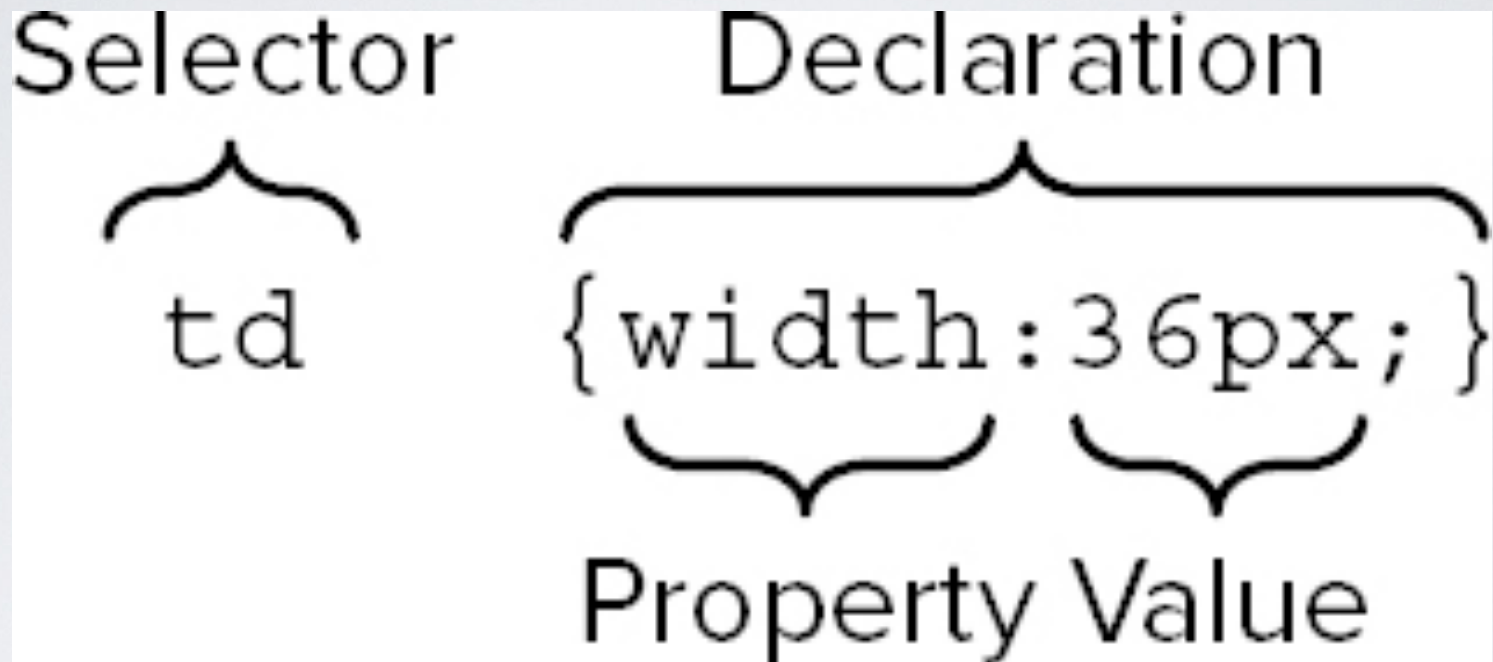 Selector Declaration
td {width:36px;}
Property Value